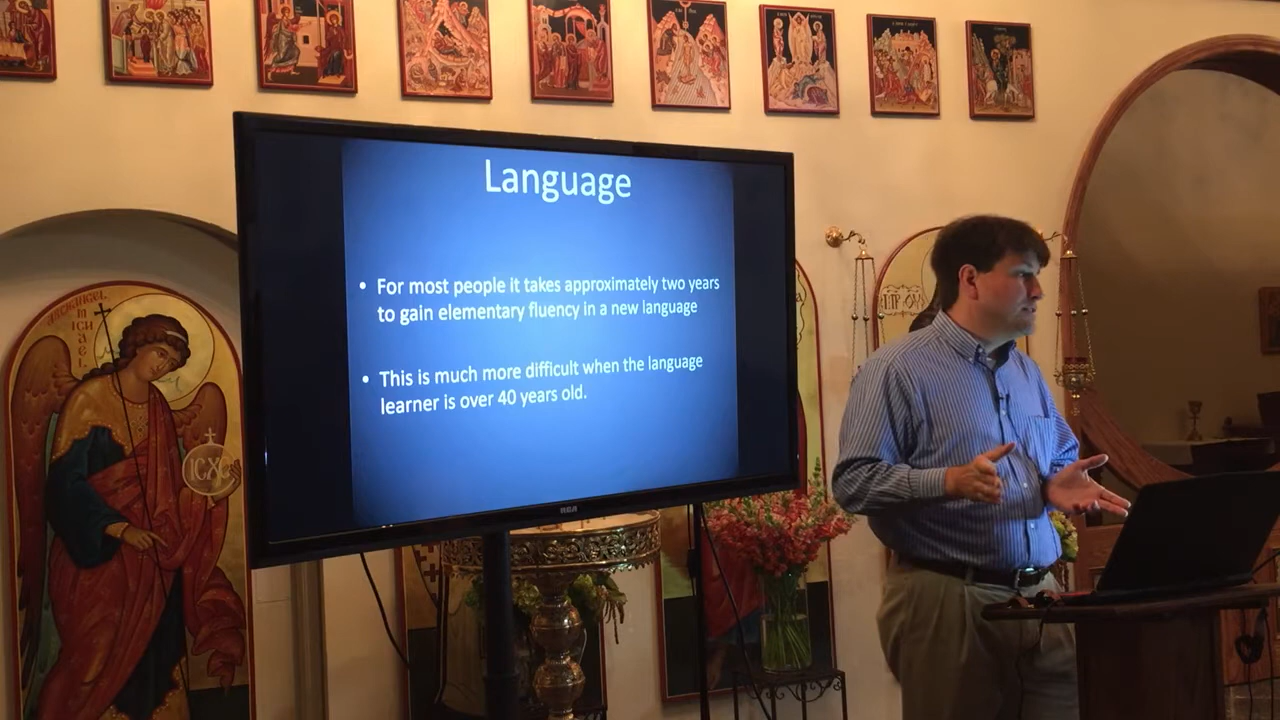 Language
• For most people it takes approximately two years
to gain elementary fluency in a new language
• This is much more difficult when the language
learner is over 40 years old.
RCA
ARCHANGEL
MICHAEL
IC XC